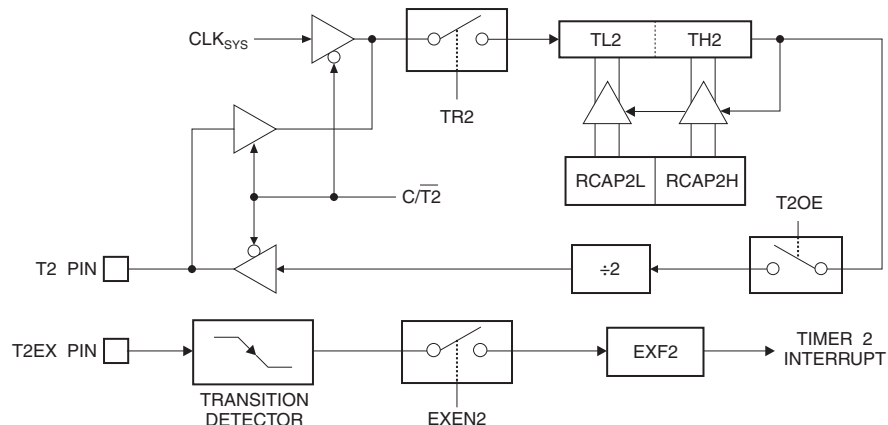 CLK_SYS
TL2 TH2
TR2
RCAP2L RCAP2H
C/T̅2̅
T2OE
T2 PIN
÷2
T2EX PIN
EXF2
TIMER 2
INTERRUPT
TRANSITION
DETECTOR
EXEN2